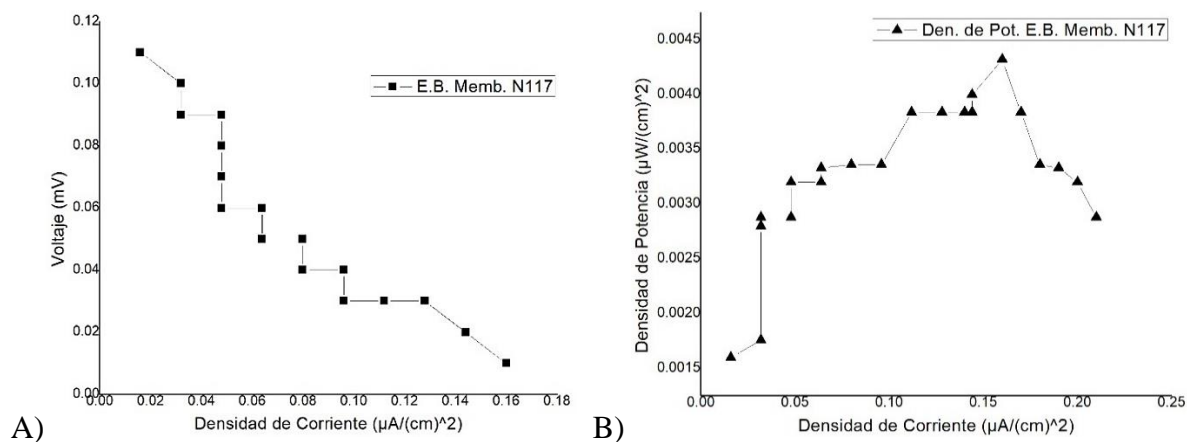 0.12
0.10
0.08
0.06
0.04
0.02
0.00
Voltaje (mV)
E.B. Memb. N117
0.00 0.02 0.04 0.06 0.08 0.10 0.12 0.14 0.16 0.18
Densidad de Corriente (µA/(cm)^2)
A)
0.0045
0.0040
0.0035
0.0030
0.0025
0.0020
0.0015
Densidad de Potencia (µW/(cm)^2)
Den. de Pot. E.B. Memb. N117
0.00 0.05 0.10 0.15 0.20 0.25
Densidad de Corriente (µA/(cm)^2)
B)